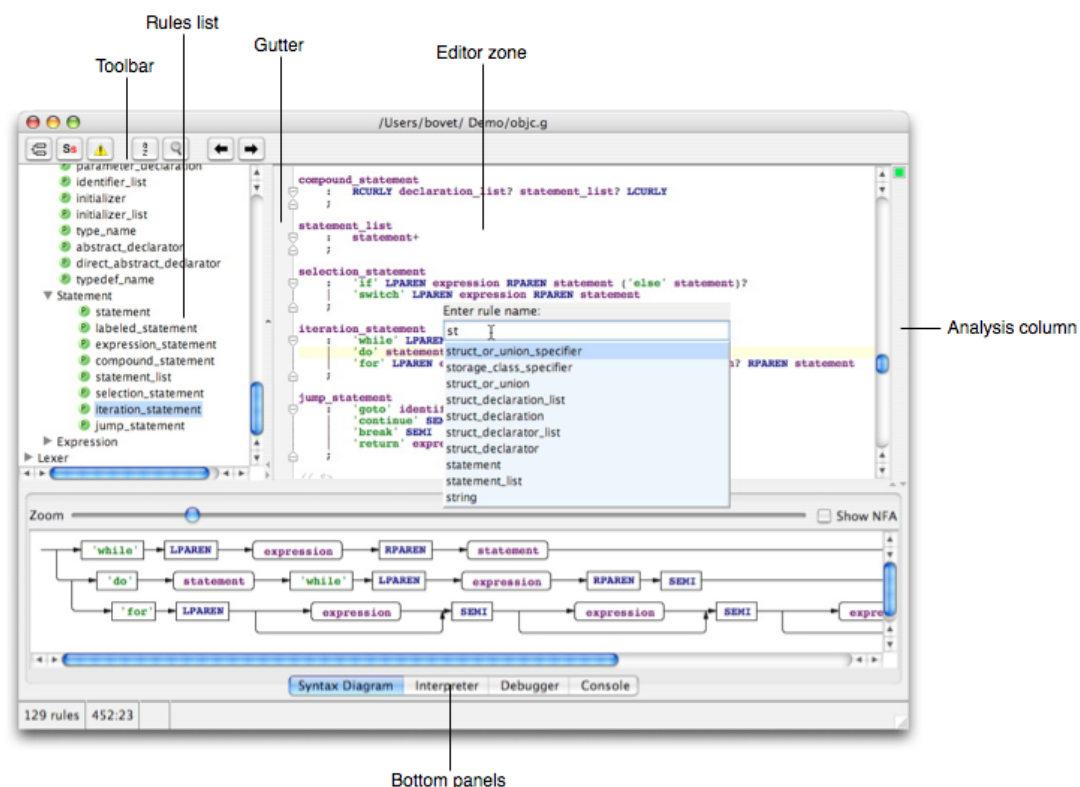 Rules list
Gutter
Editor zone
Toolbar
/Users/bovet/ Demo/objc.g
Ss
a
z
parameter_declaration
identifier_list
initializer
initializer_list
type_name
abstract_declarator
direct_abstract_declarator
typedef_name
Statement
statement
labeled_statement
expression_statement
compound_statement
statement_list
selection_statement
iteration_statement
jump_statement
Expression
Lexer
compound_statement
: RCURLY declaration_list? statement_list? LCURLY
;
statement_list
: statement+
;
selection_statement
: 'if' LPAREN expression RPAREN statement ('else' statement)?
| 'switch' LPAREN expression RPAREN statement
;
iteration_statement
: 'while' LPAREN
| 'do' statement
| 'for' LPAREN ? RPAREN statement
;
jump_statement
: 'goto'
| 'continue'
| 'break' SEMI
| 'return'
;
Enter rule name:
st
struct_or_union_specifier
storage_class_specifier
struct_or_union
struct_declaration_list
struct_declaration
struct_declarator_list
struct_declarator
statement
statement_list
string
Analysis column
Zoom
Show NFA
'while' LPAREN expression RPAREN statement
'do' statement 'while' LPAREN expression RPAREN SEMI
'for' LPAREN expression SEMI expression SEMI expre
Syntax Diagram Interpreter Debugger Console
129 rules 452:23
Bottom panels